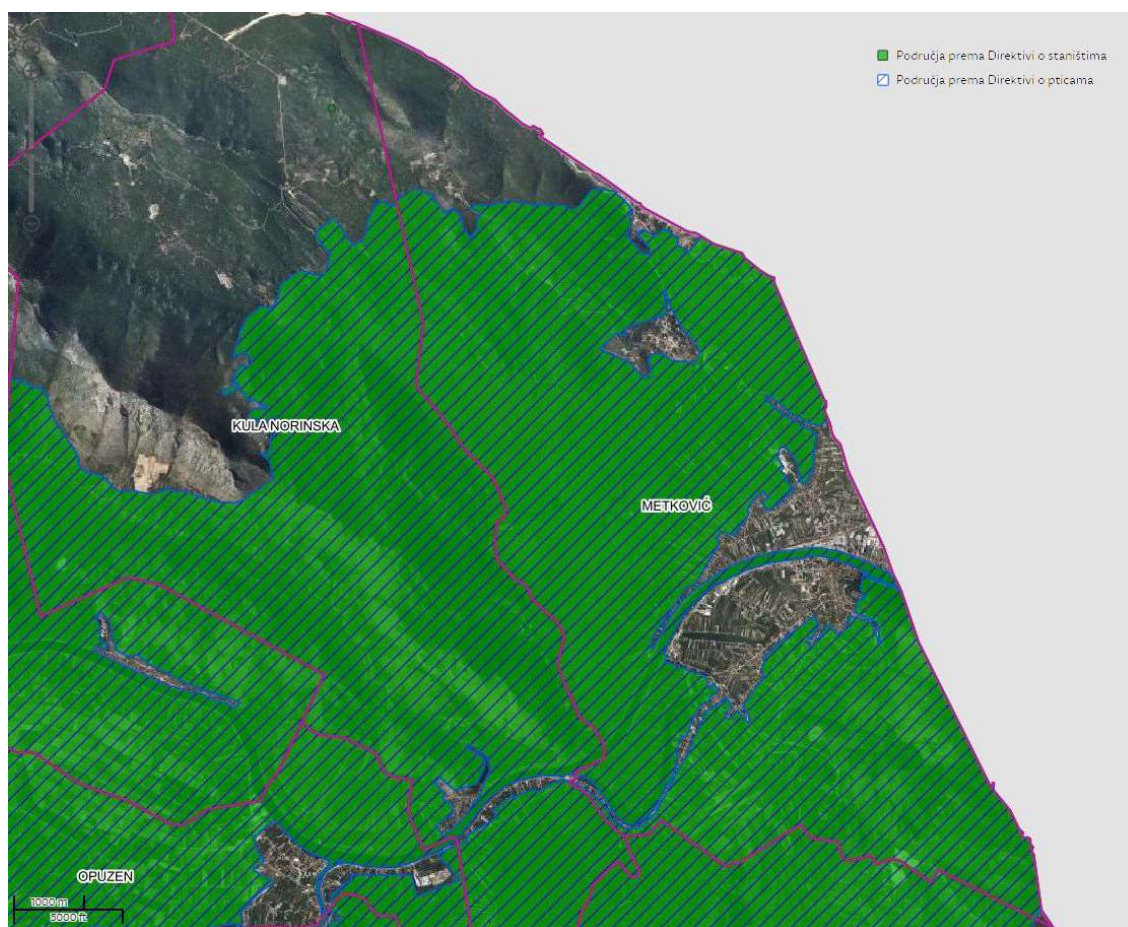 Područja prema Direktivi o staništima
Područja prema Direktivi o pticama
KULA NORINSKA
METKOVIĆ
OPUZEN
1000 m
5000 ft